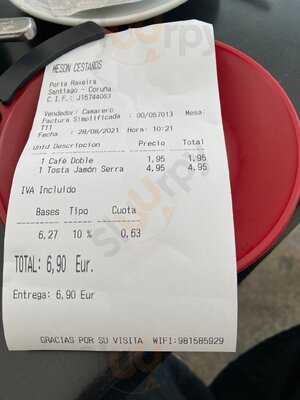 MESON CESTAÑOS
Porta Raxeira
Santiago - Coruña
C.I.F.: J15744063
Vendedor: Camarero
Factura Simplificada : 00/057013 Mesa:
T11
Fecha : 28/08/2021 Hora: 10:21
Unid Descripcion Precio Total
1 Café Doble 1,95 1,95
1 Tosta Jamón Serra 4,95 4,95
IVA Incluido
Bases Tipo Cuota
6,27 10 % 0,63
TOTAL: 6,90 Eur.
Entrega: 6,90 Eur
GRACIAS POR SU VISITA WIFI:981585929